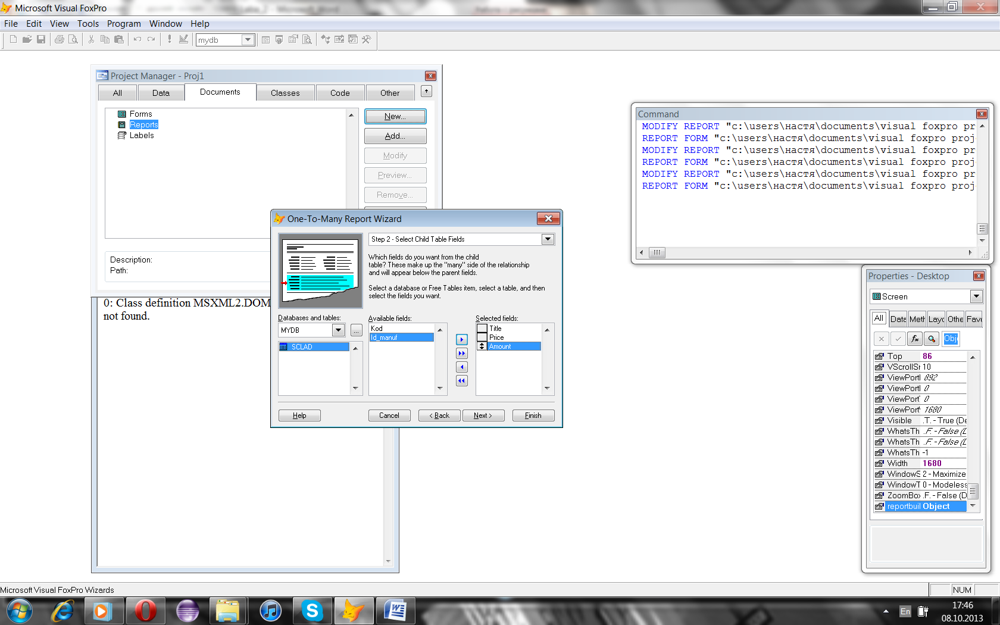 Microsoft Visual FoxPro
File Edit View Tools Program Window Help
mydb
Project Manager - Proj1
All Data Documents Classes Code Other
Forms
Reports
Labels
New...
Add...
Modify
Preview...
Remove...
Description:
Path:
0: Class definition MSXML2.DOM
not found.
Command
MODIFY REPORT "c:\users\настя\documents\visual foxpro pr
REPORT FORM "c:\users\настя\documents\visual foxpro proj
MODIFY REPORT "c:\users\настя\documents\visual foxpro pr
REPORT FORM "c:\users\настя\documents\visual foxpro proj
MODIFY REPORT "c:\users\настя\documents\visual foxpro pr
REPORT FORM "c:\users\настя\documents\visual foxpro proj
One-To-Many Report Wizard
Step 2 - Select Child Table Fields
Which fields do you want from the child
table? These make up the "many" side of the relationship
and will appear below the parent fields.
Select a database or Free Tables item, select a table, and then
select the fields you want.
Databases and tables:
MYDB
...
SCLAD
Available fields:
Kod
Id_manuf
Selected fields:
Title
Price
Amount
Help Cancel < Back Next > Finish
Properties - Desktop
Screen
All Data Meth Layo Othe Favo
Obj
Top 86
VScrollSr 10
ViewPortI 892
ViewPortI 0
ViewPor 0
ViewPor 1680
Visible .T. - True (De
WhatsTh .F. - False (D
WhatsTh .F. - False (D
WhatsTh -1
Width 1680
WindowS 2 - Maximize
WindowT 0 - Modeless
ZoomBox .F. - False (D
reportbuil Object
Microsoft Visual FoxPro Wizards
NUM
En
17:46
08.10.2013